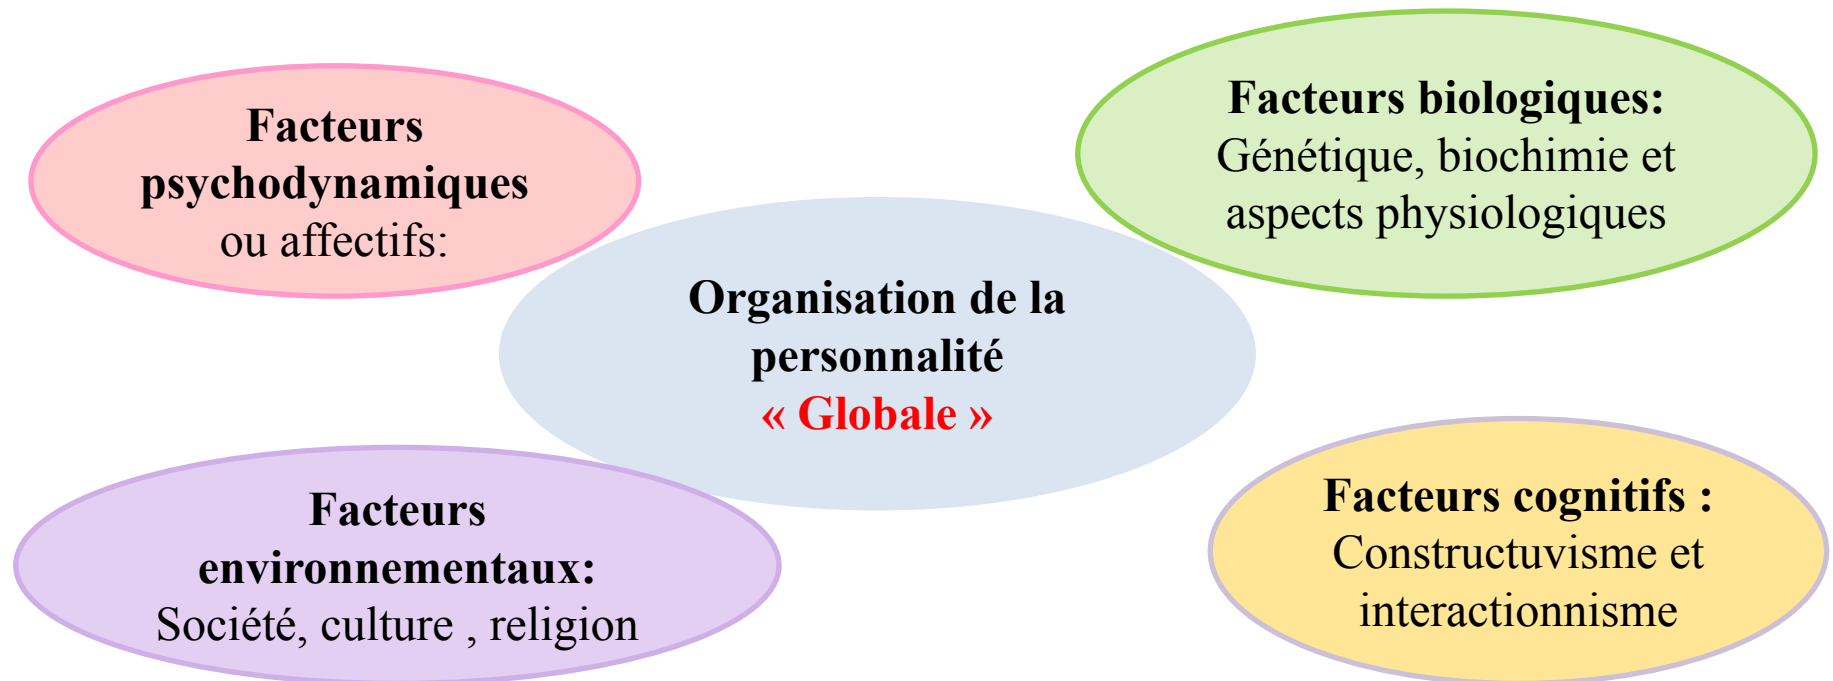 Facteurs
psychodynamiques
ou affectifs:
Facteurs biologiques:
Génétique, biochimie et
aspects physiologiques
Organisation de la
personnalité
« Globale »
Facteurs
environnementaux:
Société, culture , religion
Facteurs cognitifs :
Constructuvisme et
interactionnisme